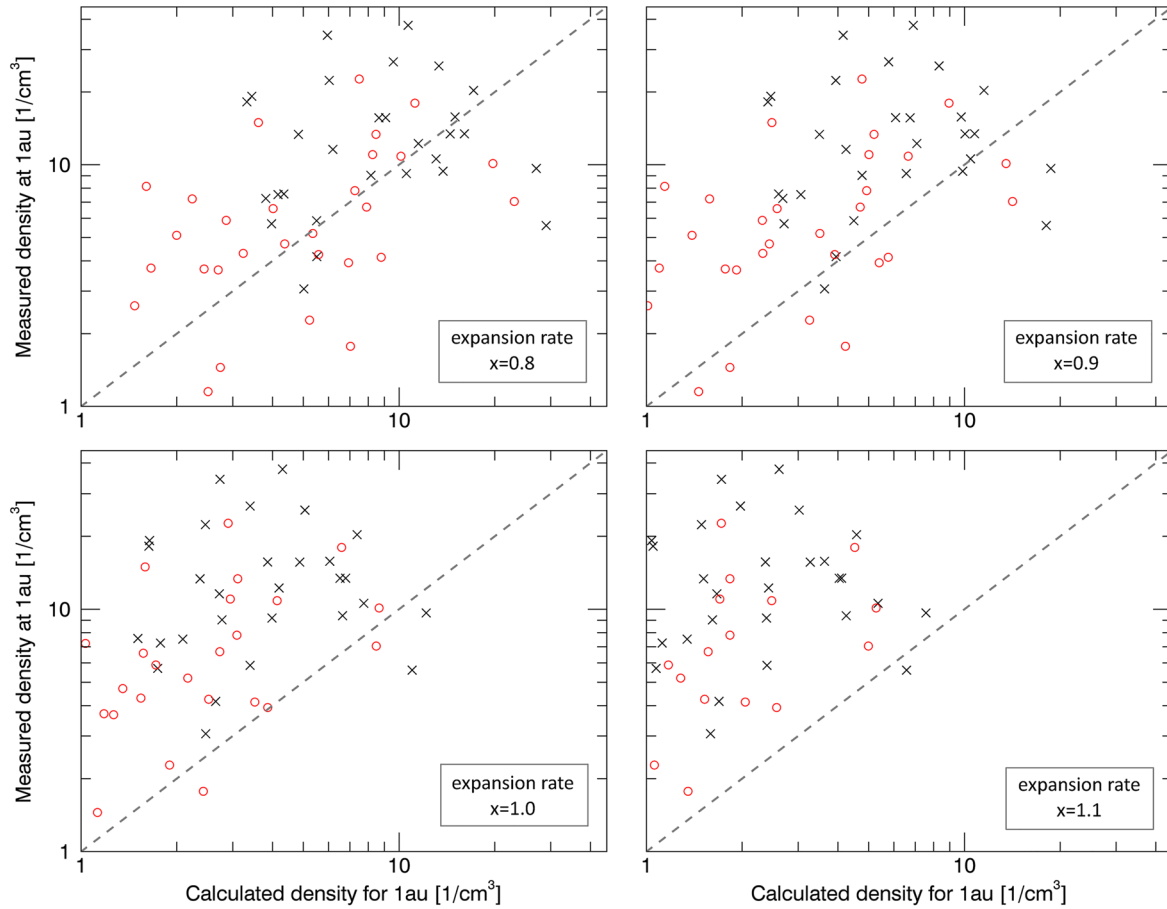 Measured density at 1au [1/cm³]
10
1
1
10
expansion rate
x=0.8
10
1
1
10
expansion rate
x=0.9
Measured density at 1au [1/cm³]
10
1
1
10
Calculated density for 1au [1/cm³]
expansion rate
x=1.0
10
1
1
10
Calculated density for 1au [1/cm³]
expansion rate
x=1.1